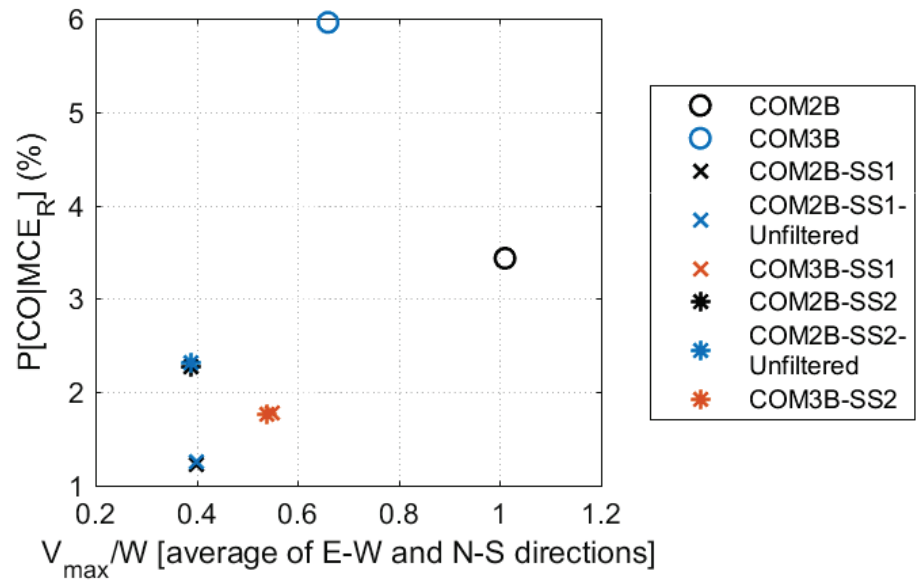 6
5
4
3
2
1
P[CO|MCE_R] (%)
0.2 0.4 0.6 0.8 1 1.2
V_max/W [average of E-W and N-S directions]
COM2B
COM3B
COM2B-SS1
COM2B-SS1-
Unfiltered
COM3B-SS1
COM2B-SS2
COM2B-SS2-
Unfiltered
COM3B-SS2